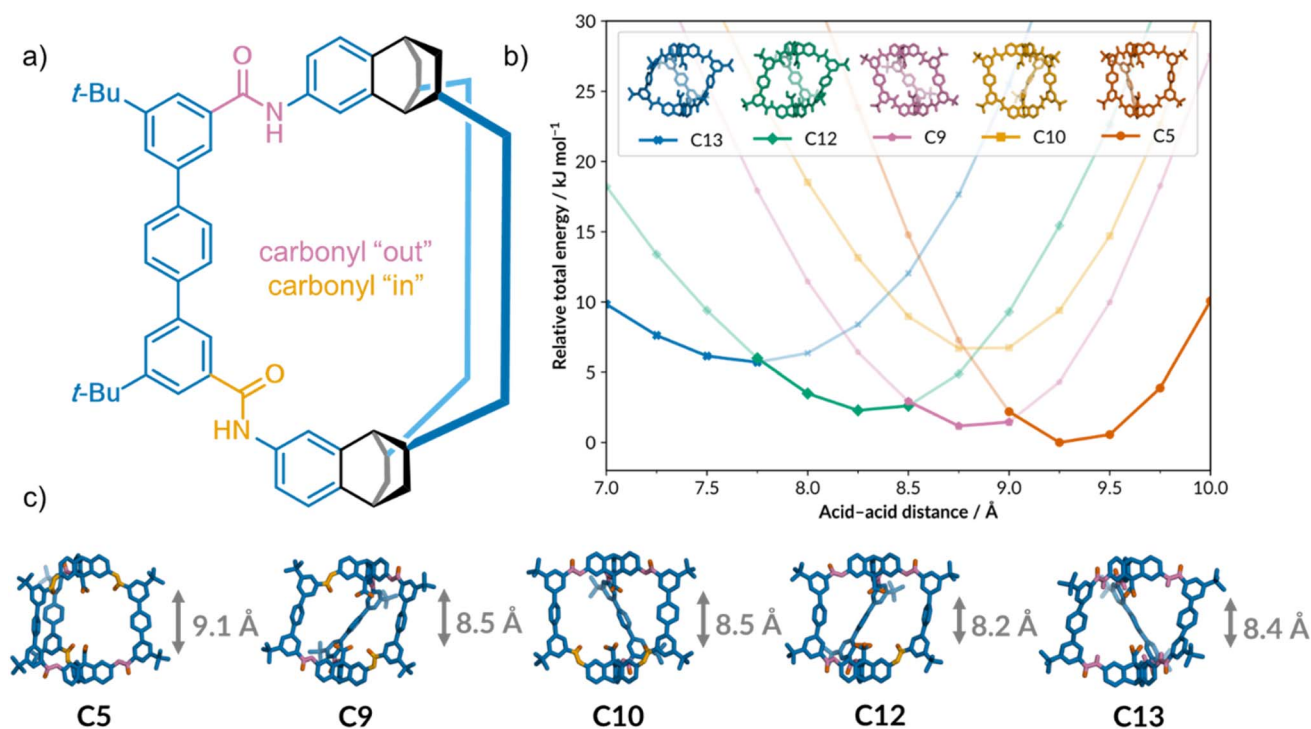 a)
O
t-Bu
N
H
carbonyl “out”
carbonyl “in”
O
t-Bu
HN
b)
30
25
20
15
10
5
0
Relative total energy / kJ mol⁻¹
C13
C12
C9
C10
C5
7.0
7.5
8.0
8.5
9.0
9.5
10.0
Acid–acid distance / Å
c)
9.1 Å
8.5 Å
8.5 Å
8.2 Å
8.4 Å
C5
C9
C10
C12
C13